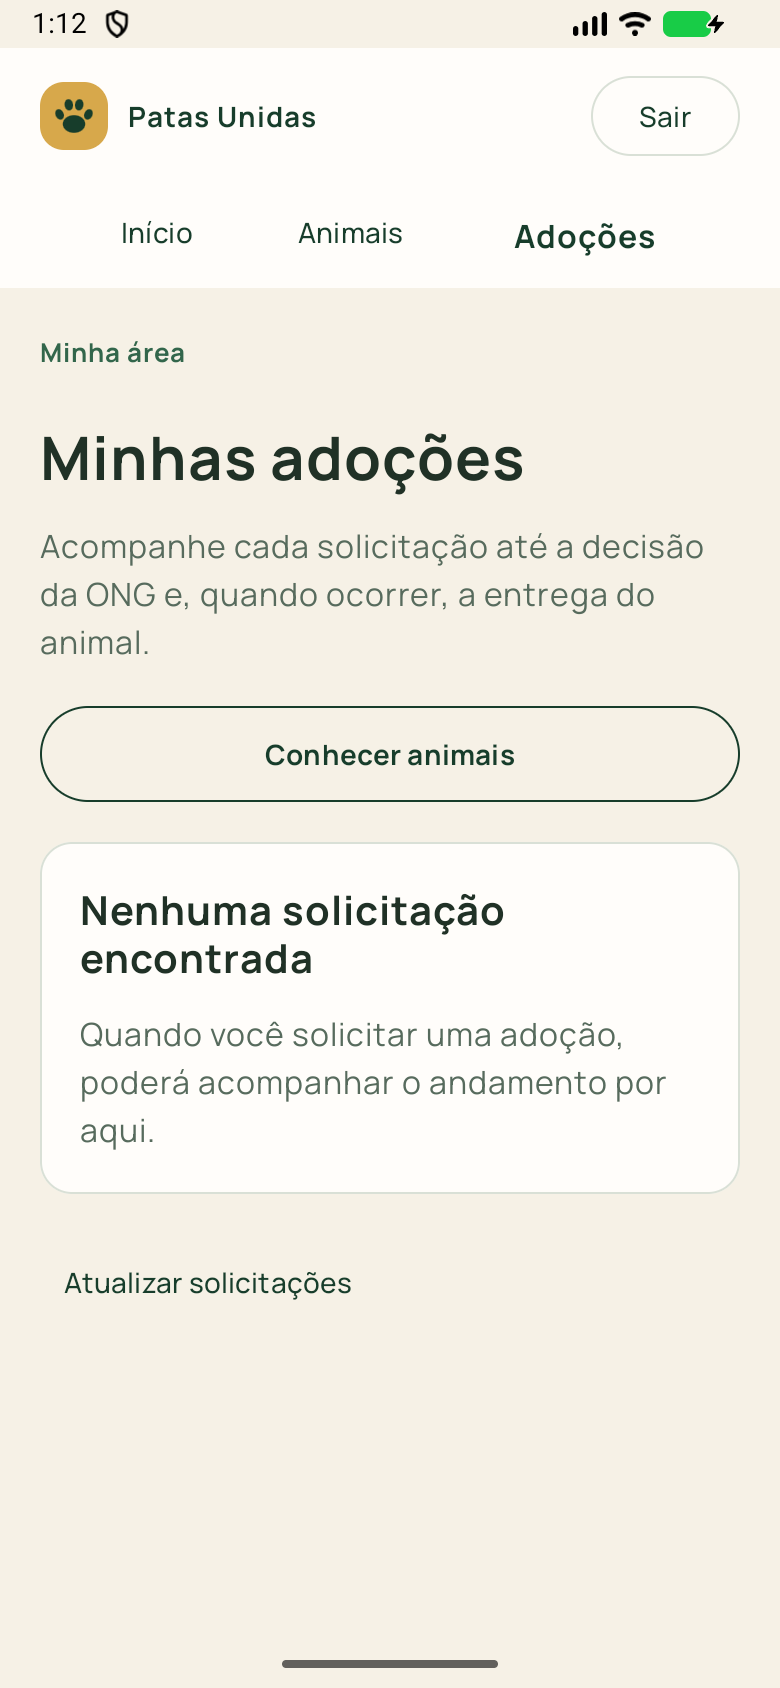 1:12
Patas Unidas
Sair
Início
Animais
Adoções
Minha área
Minhas adoções
Acompanhe cada solicitação até a decisão
da ONG e, quando ocorrer, a entrega do
animal.
Conhecer animais
Nenhuma solicitação
encontrada
Quando você solicitar uma adoção,
poderá acompanhar o andamento por
aqui.
Atualizar solicitações